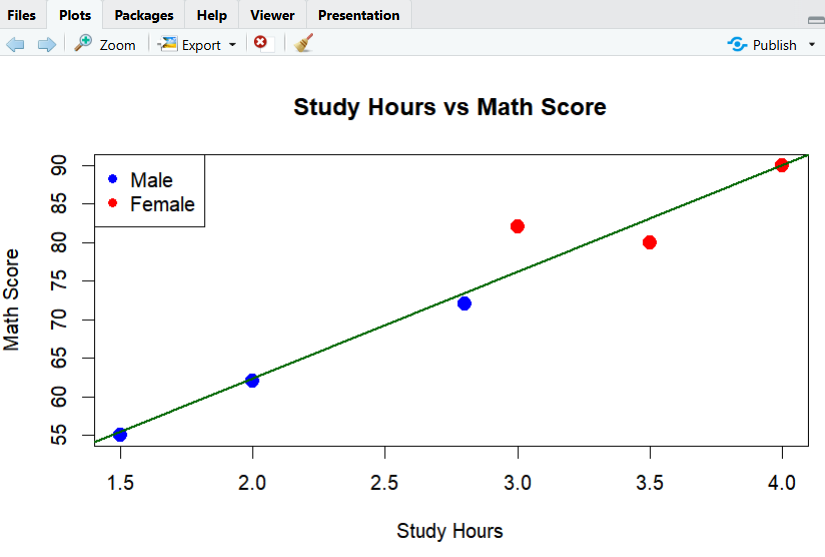 Files Plots Packages Help Viewer Presentation
Zoom Export Publish
Study Hours vs Math Score
Male
Female
90
85
80
75
70
65
60
55
Math Score
1.5 2.0 2.5 3.0 3.5 4.0
Study Hours